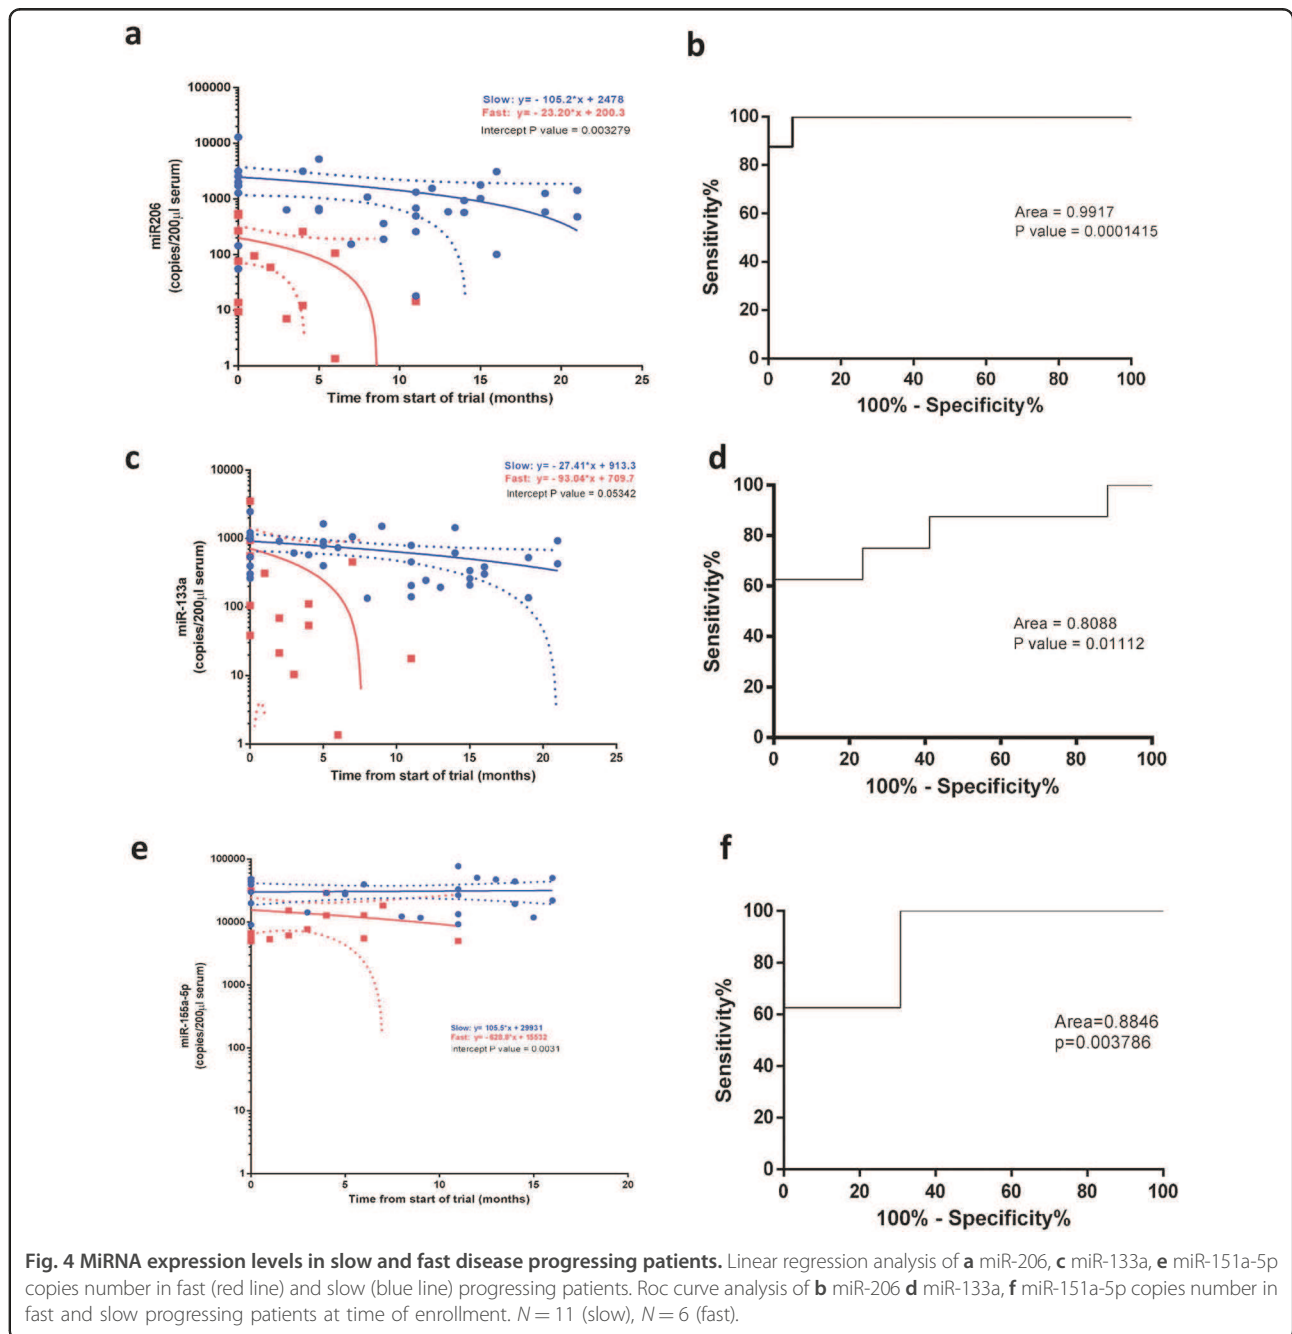 a
100000
10000
1000
100
10
1
miR206
(copies/200µl serum)
Slow: y= - 105.2*x + 2478
Fast: y= - 23.20*x + 200.3
Intercept P value = 0.003279
0 5 10 15 20 25
Time from start of trial (months)
b
100
80
60
40
20
0
Sensitivity%
Area = 0.9917
P value = 0.0001415
0 20 40 60 80 100
100% - Specificity%
c
10000
1000
100
10
1
miR-133a
(copies/200µl serum)
Slow: y= - 27.41*x + 913.3
Fast: y= - 93.04*x + 709.7
Intercept P value = 0.05342
0 5 10 15 20 25
Time from start of trial (months)
d
100
80
60
40
20
0
Sensitivity%
Area = 0.8088
P value = 0.01112
0 20 40 60 80 100
100% - Specificity%
e
100000
10000
1000
100
10
1
(copies/200µl serum)
Slow: y= 105.5*x + 29931
Fast: y= 
Intercept P value = 0.0031
0 5 10 15 20
Time from start of trial (months)
f
100
80
60
40
20
0
Sensitivity%
Area=0.8846
p=0.003786
0 20 40 60 80 100
100% - Specificity%
Fig. 4 MiRNA expression levels in slow and fast disease progressing patients. Linear regression analysis of a miR-206, c miR-133a, e miR-151a-5p
copies number in fast (red line) and slow (blue line) progressing patients. Roc curve analysis of b miR-206 d miR-133a, f miR-151a-5p copies number in
fast and slow progressing patients at time of enrollment. N = 11 (slow), N = 6 (fast).